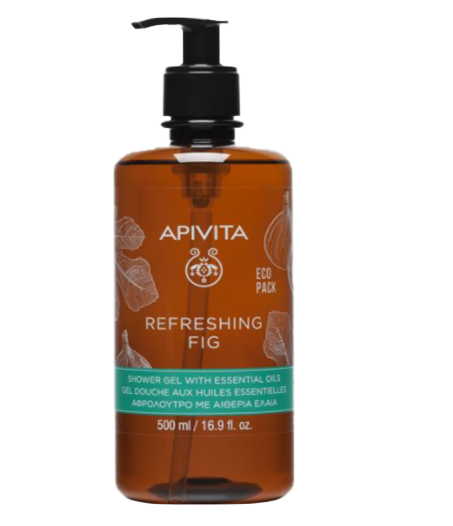 APIVITA
ECO
PACK
REFRESHING
FIG
SHOWER GEL WITH ESSENTIAL OILS
GEL DOUCHE AUX HUILES ESSENTIELLES
ΑΦΡΟΛΟΥΤΡΟ ΜΕ ΑΙΘΕΡΙΑ ΕΛΑΙΑ
500 ml / 16.9 fl. oz.